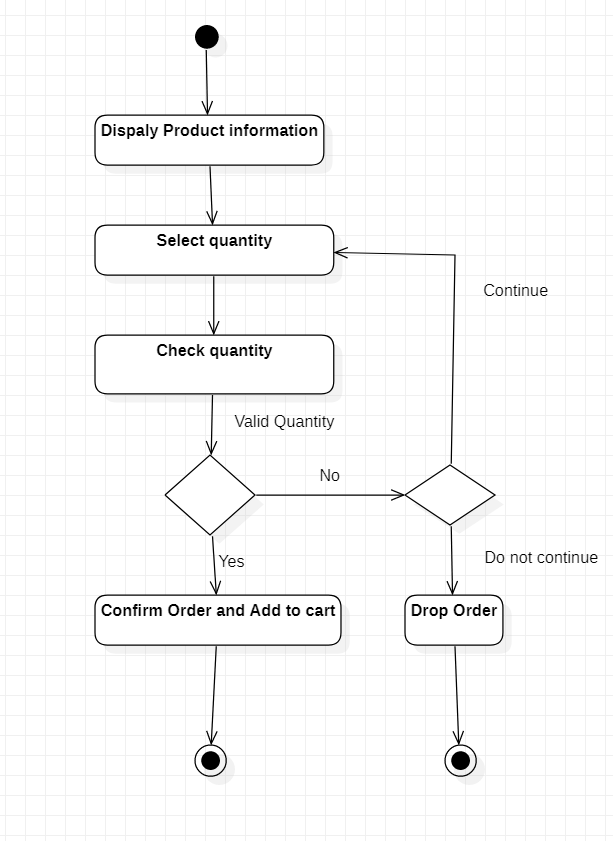 Dispaly Product information
Select quantity
Continue
Check quantity
Valid Quantity
No
Yes
Do not continue
Confirm Order and Add to cart
Drop Order